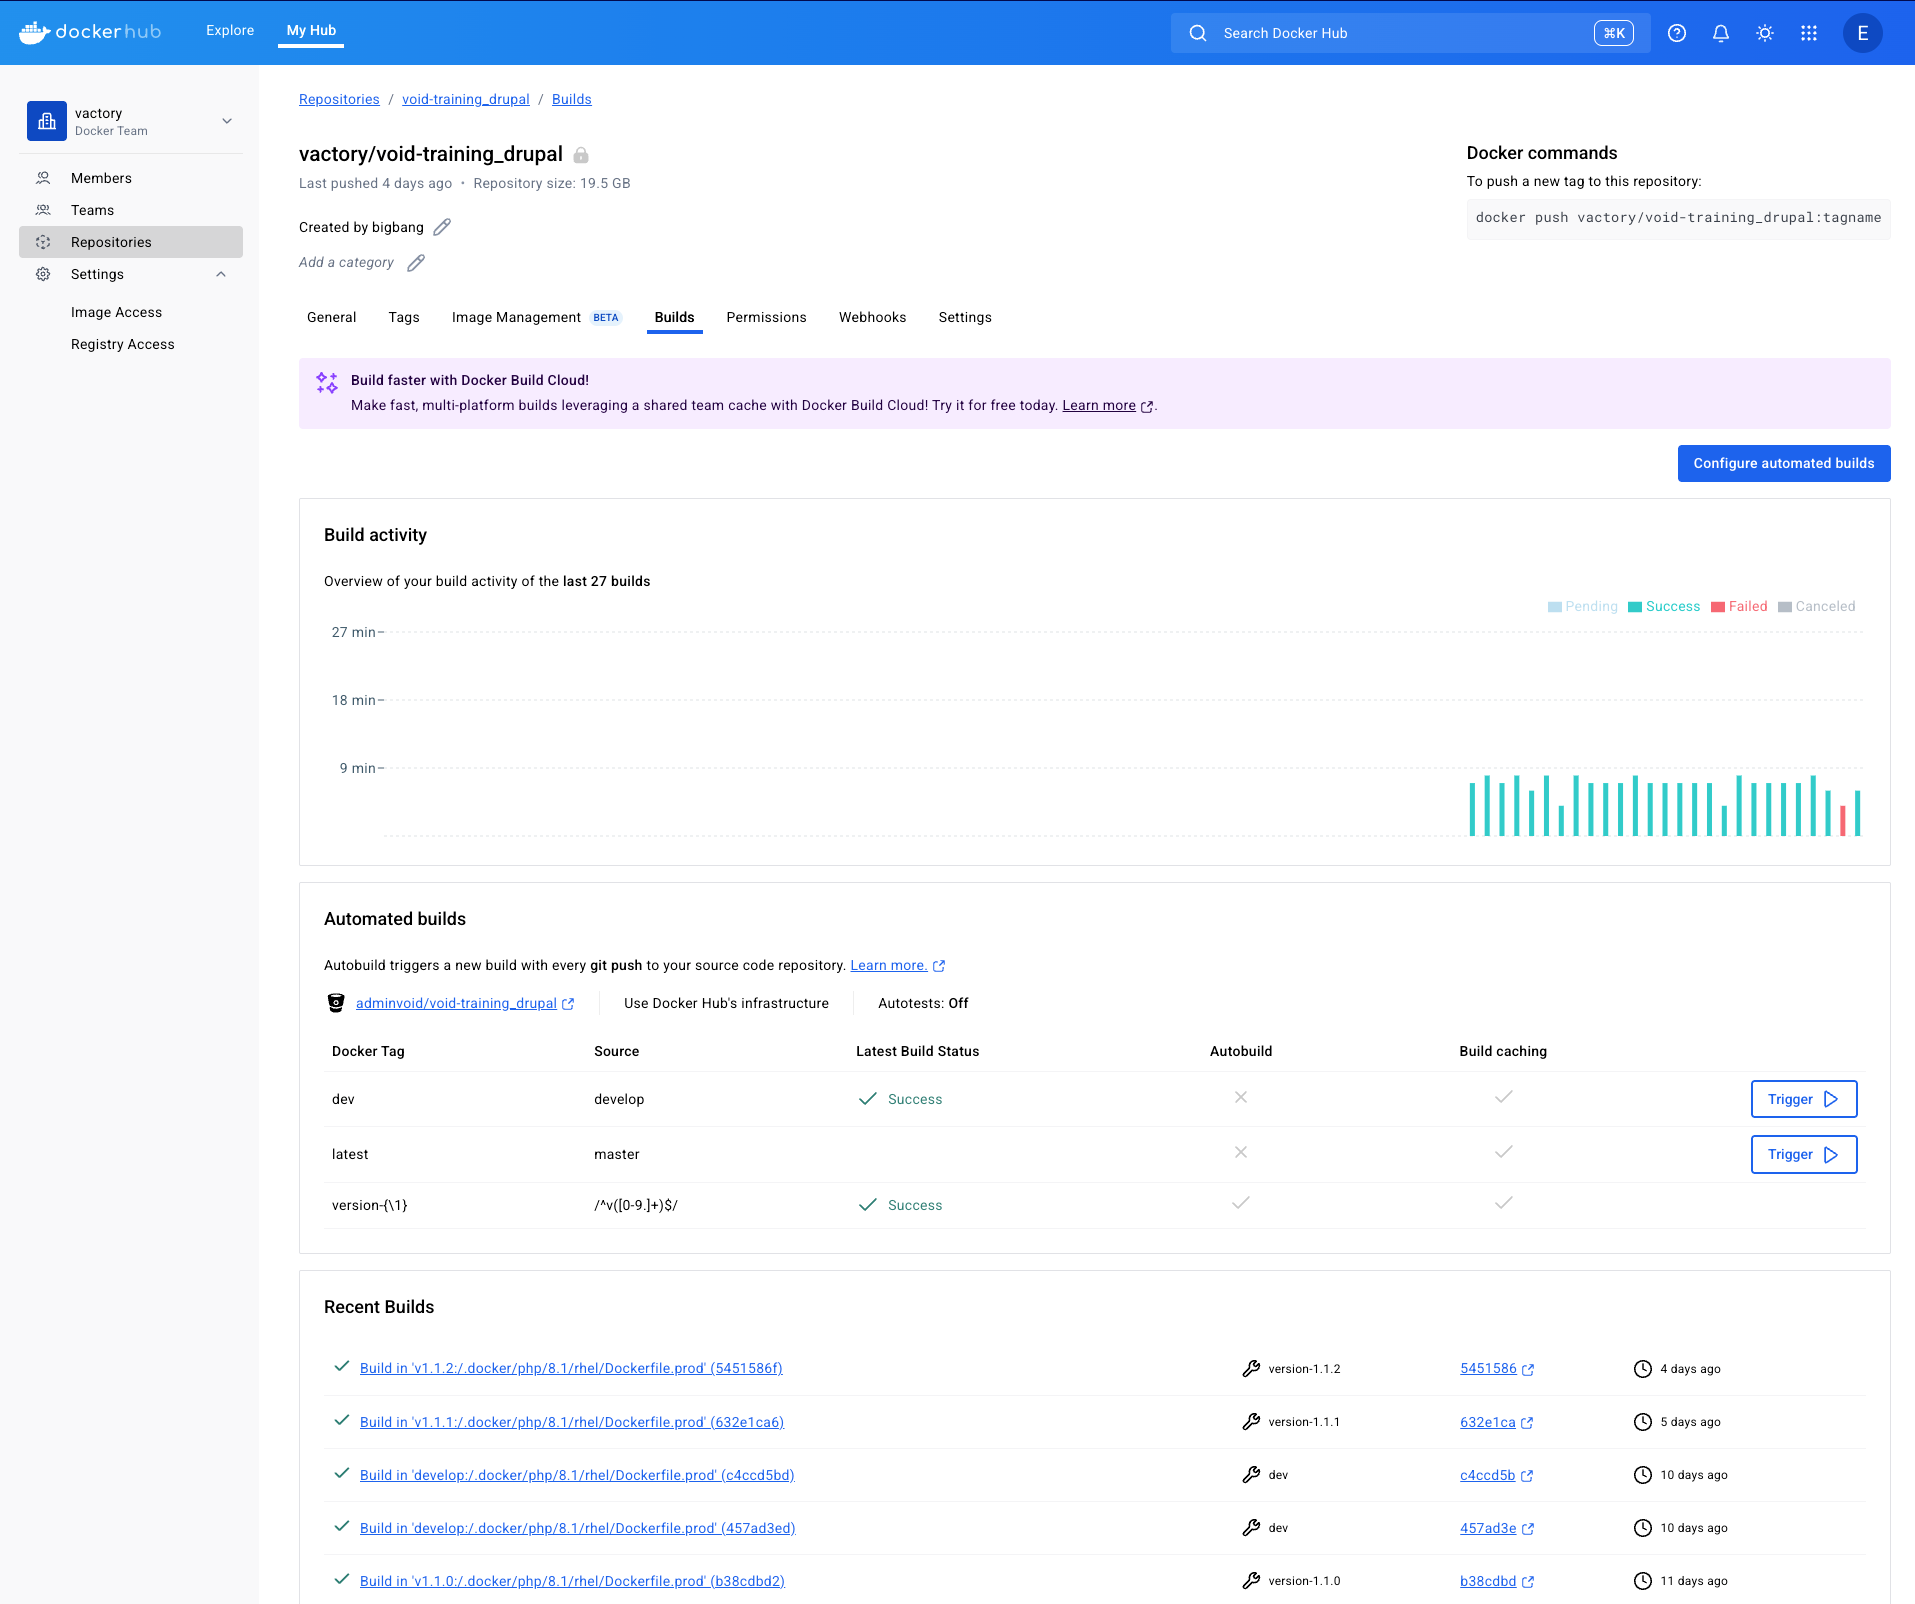 dockerhub
Explore
My Hub
Search Docker Hub
⌘K
E
vactory
Docker Team
Members
Teams
Repositories
Settings
Image Access
Registry Access
Repositories / void-training_drupal / Builds
vactory/void-training_drupal
Last pushed 4 days ago • Repository size: 19.5 GB
Created by bigbang
Add a category
Docker commands
To push a new tag to this repository:
docker push vactory/void-training_drupal:tagname
General Tags Image Management BETA Builds Permissions Webhooks Settings
Build faster with Docker Build Cloud!
Make fast, multi-platform builds leveraging a shared team cache with Docker Build Cloud! Try it for free today. Learn more .
Configure automated builds
Build activity
Overview of your build activity of the last 27 builds
Pending Success Failed Canceled
27 min
18 min
9 min
Automated builds
Autobuild triggers a new build with every git push to your source code repository. Learn more.
adminvoid/void-training_drupal Use Docker Hub's infrastructure Autotests: Off
Docker Tag Source Latest Build Status Autobuild Build caching
dev develop Success Trigger
latest master Trigger
version-{\1} /^v([0-9.]+)$/ Success
Recent Builds
Build in 'v1.1.2:/.docker/php/8.1/rhel/Dockerfile.prod' (5451586f) version-1.1.2 5451586 4 days ago
Build in 'v1.1.1:/.docker/php/8.1/rhel/Dockerfile.prod' (632e1ca6) version-1.1.1 632e1ca 5 days ago
Build in 'develop:/.docker/php/8.1/rhel/Dockerfile.prod' (c4ccd5bd) dev c4ccd5b 10 days ago
Build in 'develop:/.docker/php/8.1/rhel/Dockerfile.prod' (457ad3ed) dev 457ad3e 10 days ago
Build in 'v1.1.0:/.docker/php/8.1/rhel/Dockerfile.prod' (b38cdbd2) version-1.1.0 b38cdbd 11 days ago